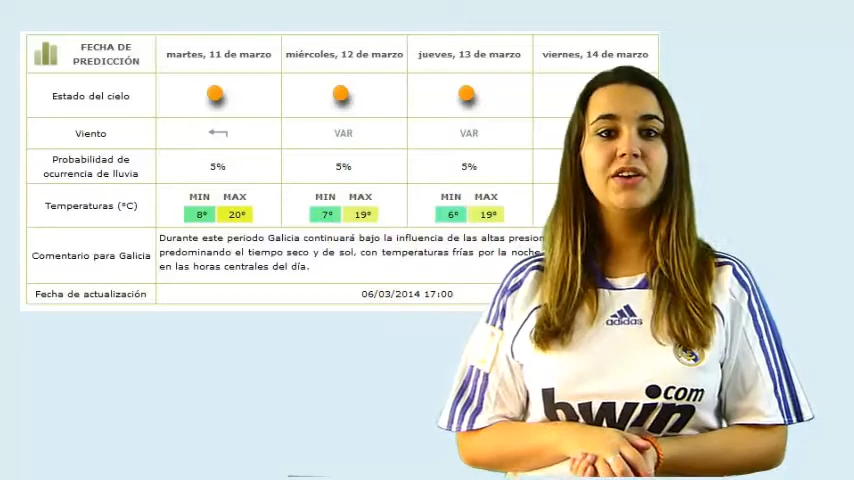 FECHA DE
PREDICCIÓN
martes, 11 de marzo
miércoles, 12 de marzo
jueves, 13 de marzo
viernes, 14 de marzo
Estado del cielo
Viento
VAR
VAR
Probabilidad de
ocurrencia de lluvia
5%
5%
5%
Temperaturas (°C)
MIN MAX
8° 20°
MIN MAX
7° 19°
MIN MAX
6° 19°
Comentario para Galicia
Durante este periodo Galicia continuará bajo la influencia de las altas presion
predominando el tiempo seco y de sol, con temperaturas frías por la noche
en las horas centrales del día.
Fecha de actualización
06/03/2014 17:00
adidas
bwin
.com